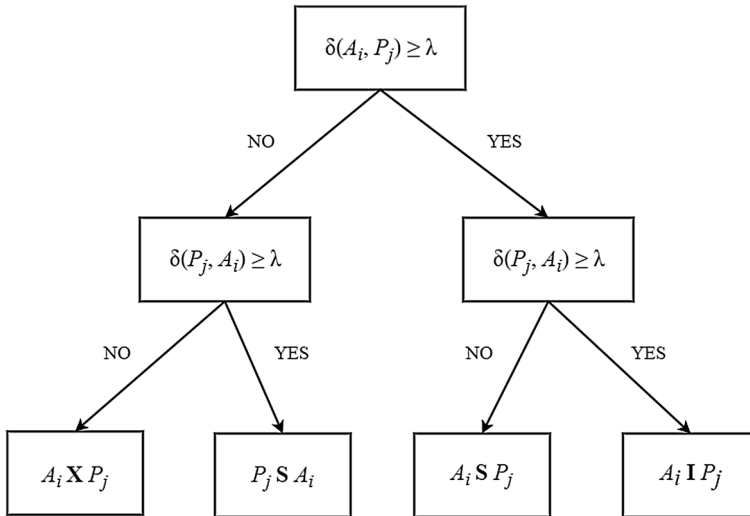 δ(A_i, P_j) ≥ λ
NO
YES
δ(P_j, A_i) ≥ λ
δ(P_j, A_i) ≥ λ
NO
YES
NO
YES
A_i X P_j
P_j S A_i
A_i S P_j
A_i I P_j